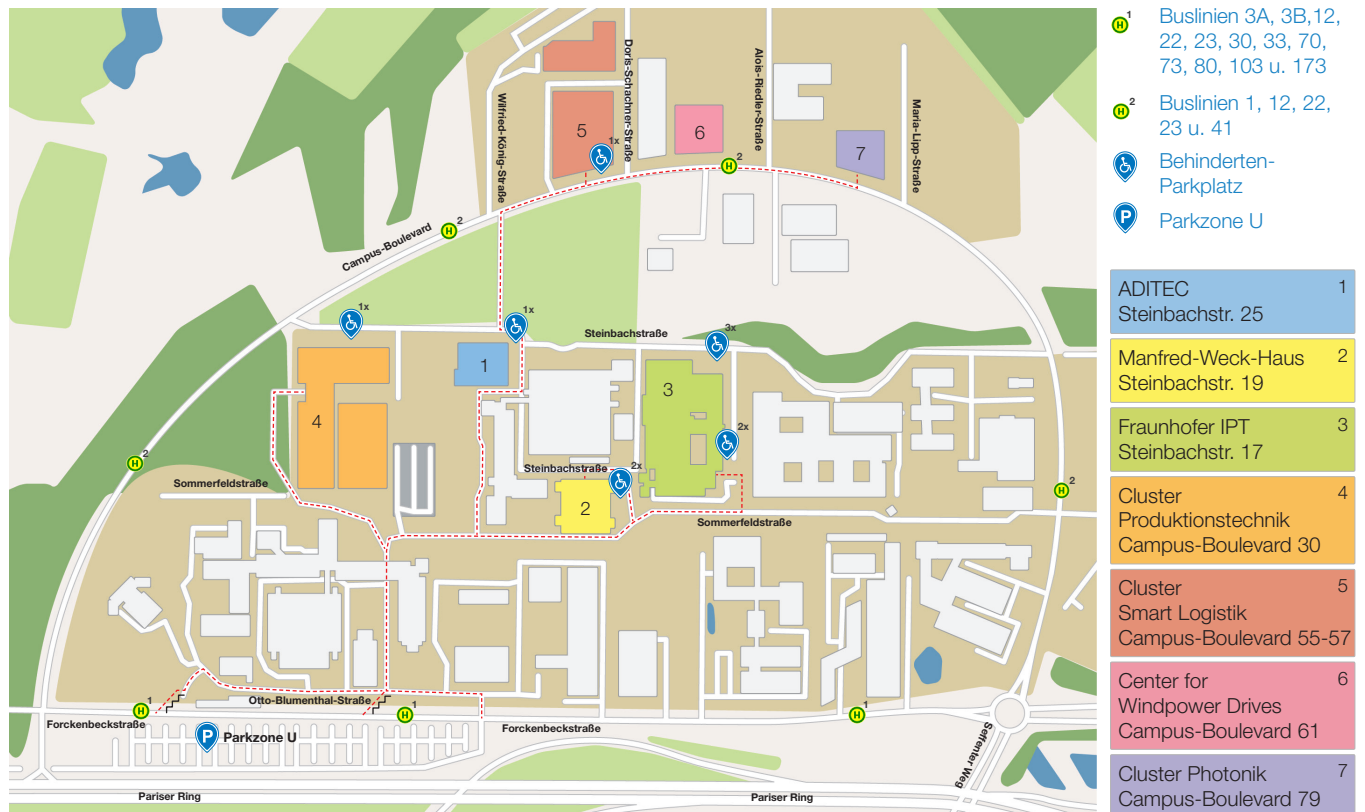 Wilfried-König-Straße
Doris-Schachner-Straße
Alois-Riedler-Straße
Maria-Lipp-Straße
5
1x
6
H 2
7
Campus-Boulevard
H 2
1x
1x
Steinbachstraße
3x
1
3
4
2x
H 2
Sommerfeldstraße
Steinbachstraße
2x
2
Sommerfeldstraße
H 2
Otto-Blumenthal-Straße
H 1
H 1
H 1
Forckenbeckstraße
Forckenbeckstraße
P
Parkzone U
Seffenter Weg
Pariser Ring
Pariser Ring
H 1
Buslinien 3A, 3B,12,
22, 23, 30, 33, 70,
73, 80, 103 u. 173
H 2
Buslinien 1, 12, 22,
23 u. 41
Behinderten-
Parkplatz
P
Parkzone U
ADITEC 1
Steinbachstr. 25
Manfred-Weck-Haus 2
Steinbachstr. 19
Fraunhofer IPT 3
Steinbachstr. 17
Cluster 4
Produktionstechnik
Campus-Boulevard 30
Cluster 5
Smart Logistik
Campus-Boulevard 55-57
Center for 6
Windpower Drives
Campus-Boulevard 61
Cluster Photonik 7
Campus-Boulevard 79